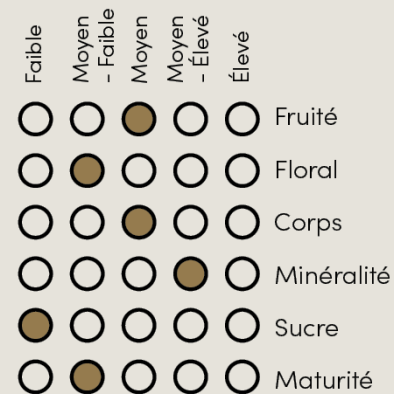 Faible
Moyen
- Faible
Moyen
Moyen
- Élevé
Élevé
Fruité
Floral
Corps
Minéralité
Sucre
Maturité